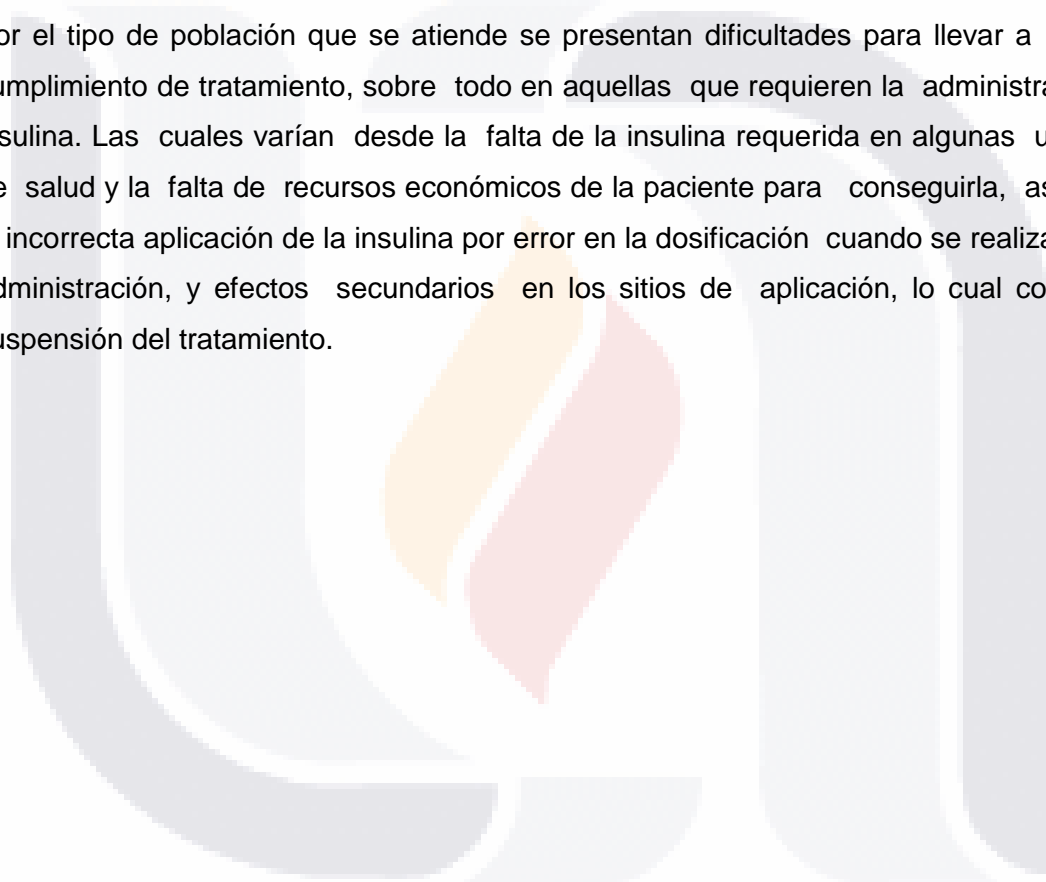 or el tipo de población que se atiende se presentan dificultades para llevar a
umplimiento de tratamiento, sobre todo en aquellas que requieren la administra
sulina. Las cuales varían desde la falta de la insulina requerida en algunas u
e salud y la falta de recursos económicos de la paciente para conseguirla, as
incorrecta aplicación de la insulina por error en la dosificación cuando se realiza
dministración, y efectos secundarios en los sitios de aplicación, lo cual co
uspensión del tratamiento.